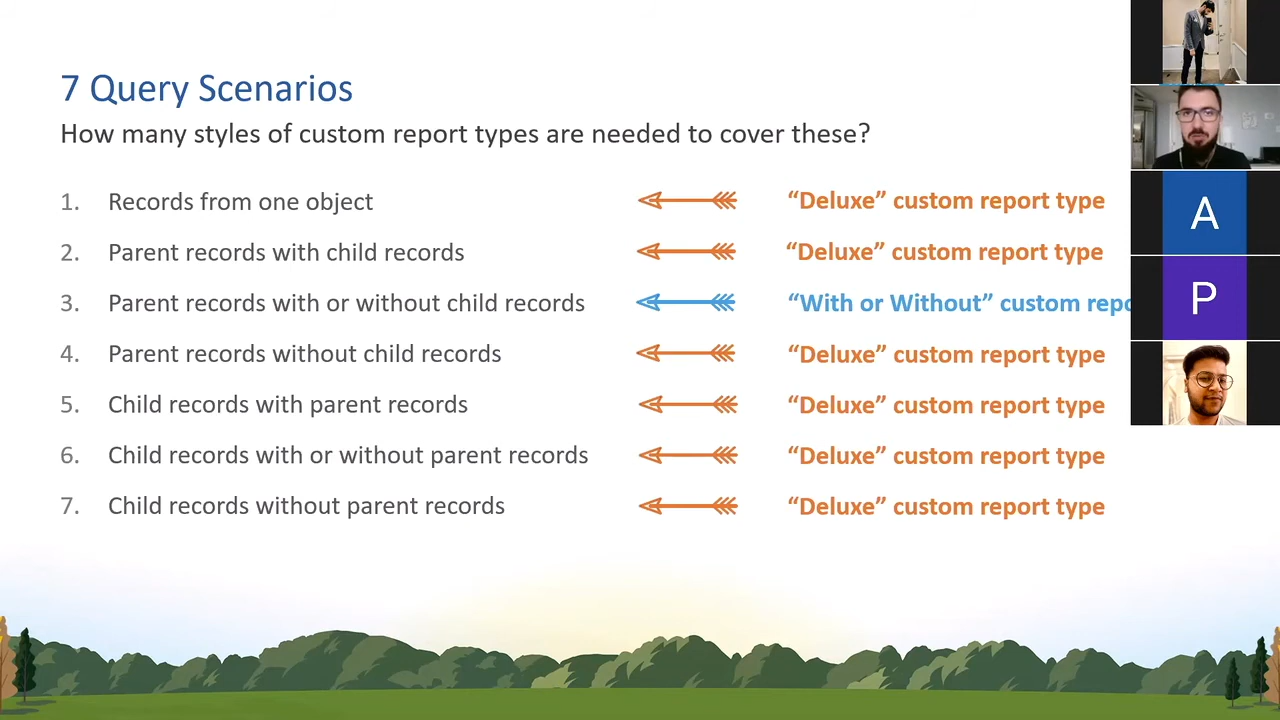 7 Query Scenarios
How many styles of custom report types are needed to cover these?
1. Records from one object “Deluxe” custom report type
2. Parent records with child records “Deluxe” custom report type
3. Parent records with or without child records “With or Without” custom repo
4. Parent records without child records “Deluxe” custom report type
5. Child records with parent records “Deluxe” custom report type
6. Child records with or without parent records “Deluxe” custom report type
7. Child records without parent records “Deluxe” custom report type
A
P